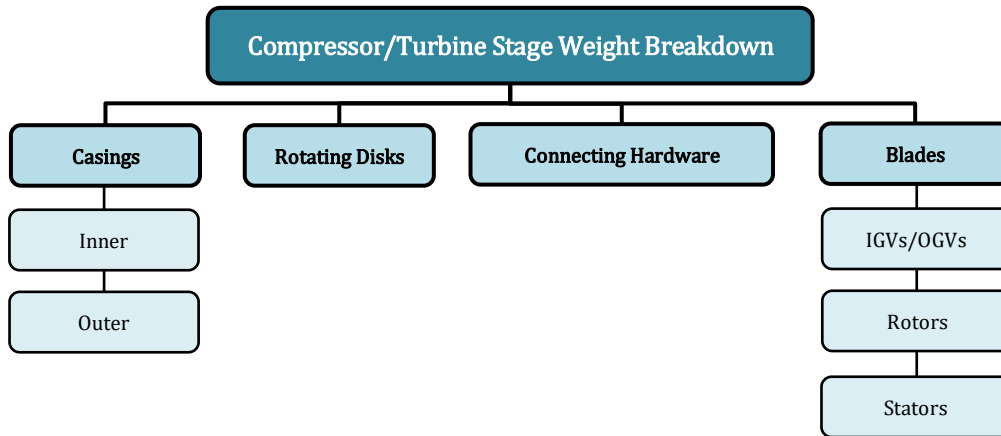 Compressor/Turbine Stage Weight Breakdown
Casings
Rotating Disks
Connecting Hardware
Blades
Inner
IGVs/OGVs
Outer
Rotors
Stators